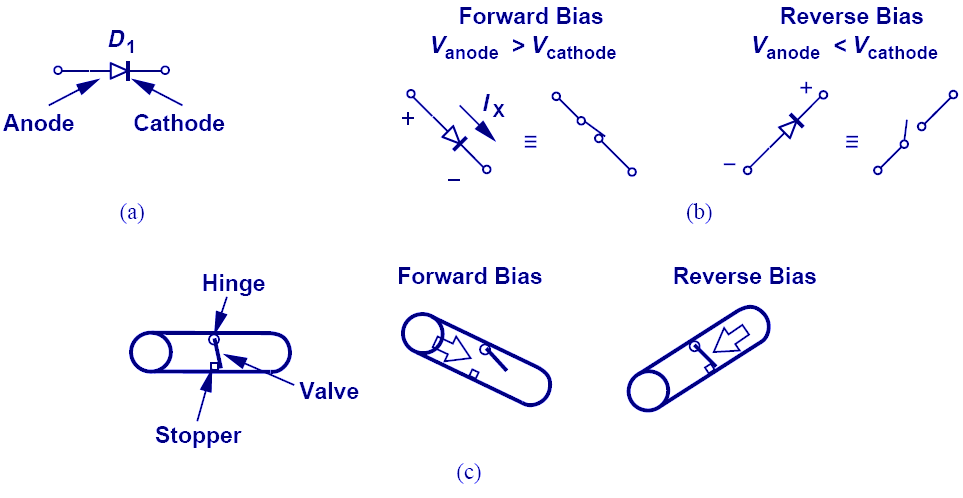 D1
Anode
Cathode
(a)
Forward Bias
Vanode > Vcathode
+
IX
−
≡
Reverse Bias
Vanode < Vcathode
+
−
≡
(b)
Hinge
Valve
Stopper
Forward Bias
Reverse Bias
(c)